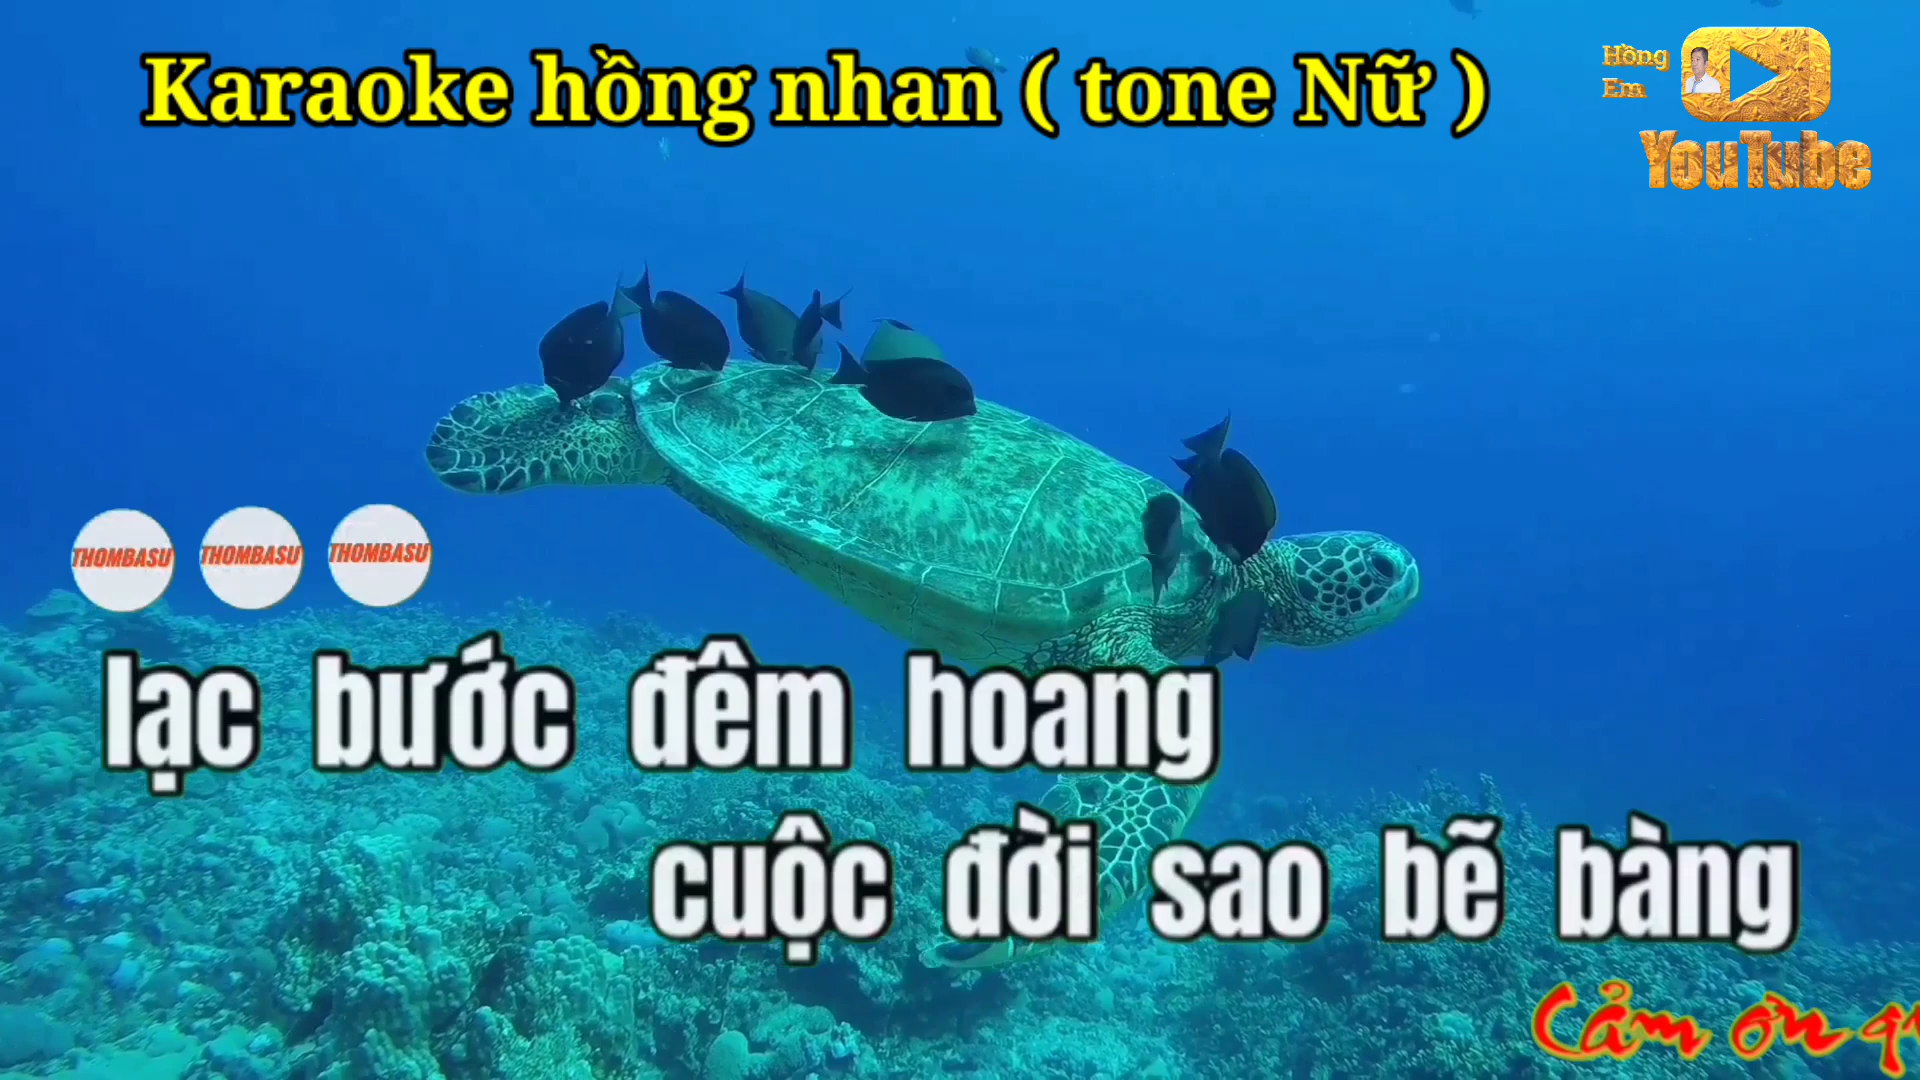 Karaoke hồng nhan ( tone Nữ )
Hồng
Em
YouTube
THOMBASU THOMBASU THOMBASU
lạc bước đêm hoang
cuộc đời sao bẽ bàng
Cảm ơn